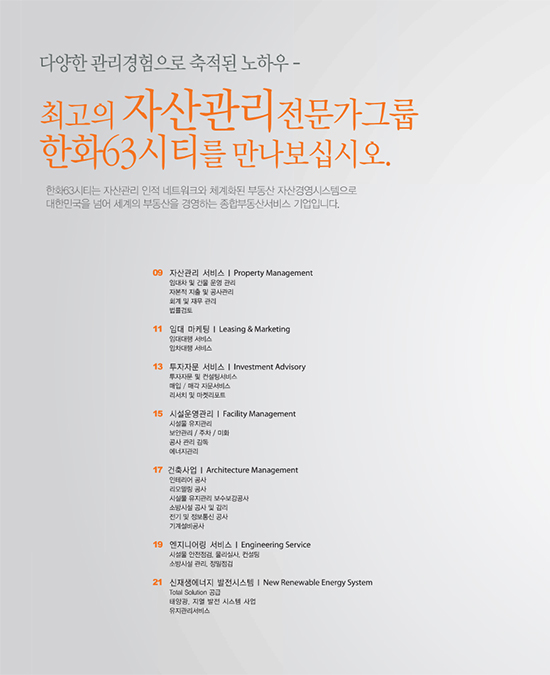 다양한 관리경험으로 축적된 노하우 -
최고의 자산관리전문가그룹
한화63시티를 만나보십시오.
한화63시티는 자산관리 인적 네트워크와 체계화된 부동산 자산경영시스템으로
대한민국을 넘어 세계의 부동산을 경영하는 종합부동산서비스 기업입니다.
09 자산관리 서비스 | Property Management
임대차 및 건물 운영 관리
자본적 지출 및 공사관리
회계 및 재무 관리
법률검토
11 임대 마케팅 | Leasing & Marketing
임대대행 서비스
임차대행 서비스
13 투자자문 서비스 | Investment Advisory
투자자문 및 컨설팅서비스
매입 / 매각 자문서비스
리서치 및 마켓리포트
15 시설운영관리 | Facility Management
시설물 유지관리
보안관리 / 주차 / 미화
공사 관리 감독
에너지관리
17 건축사업 | Architecture Management
인테리어 공사
리모델링 공사
시설물 유지관리 보수보강공사
소방시설 공사 및 감리
전기 및 정보통신 공사
기계설비공사
19 엔지니어링 서비스 | Engineering Service
시설물 안전점검, 물리실사, 컨설팅
소방시설 관리, 정밀점검
21 신재생에너지 발전시스템 | New Renewable Energy System
Total Solution 공급
태양광, 지열 발전 시스템 사업
유지관리서비스